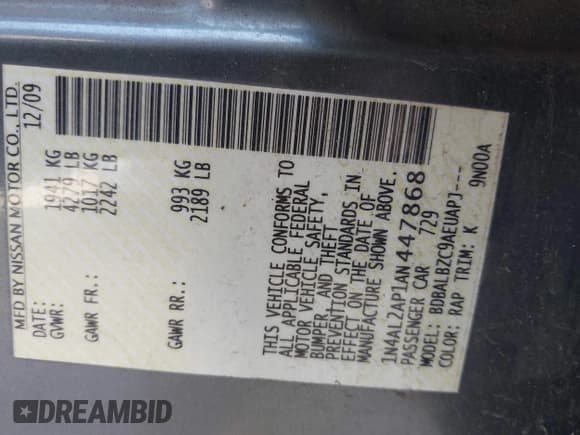 MFD BY NISSAN MOTOR CO., LTD.
DATE: 12/09
GVWR: 1941 KG
4279 LB
GAWR FR.: 1017 KG
2242 LB
GAWR RR.: 993 KG
2189 LB
THIS VEHICLE CONFORMS TO
ALL APPLICABLE FEDERAL
MOTOR VEHICLE SAFETY,
BUMPER, AND THEFT
PREVENTION STANDARDS IN
EFFECT ON THE DATE OF
MANUFACTURE SHOWN ABOVE.
1N4AL2AP1AN447868
PASSENGER CAR 729
MODEL: BDBALBZC9AEUAPJ---
COLOR: RAP TRIM: K 9N00A
DREAMBID